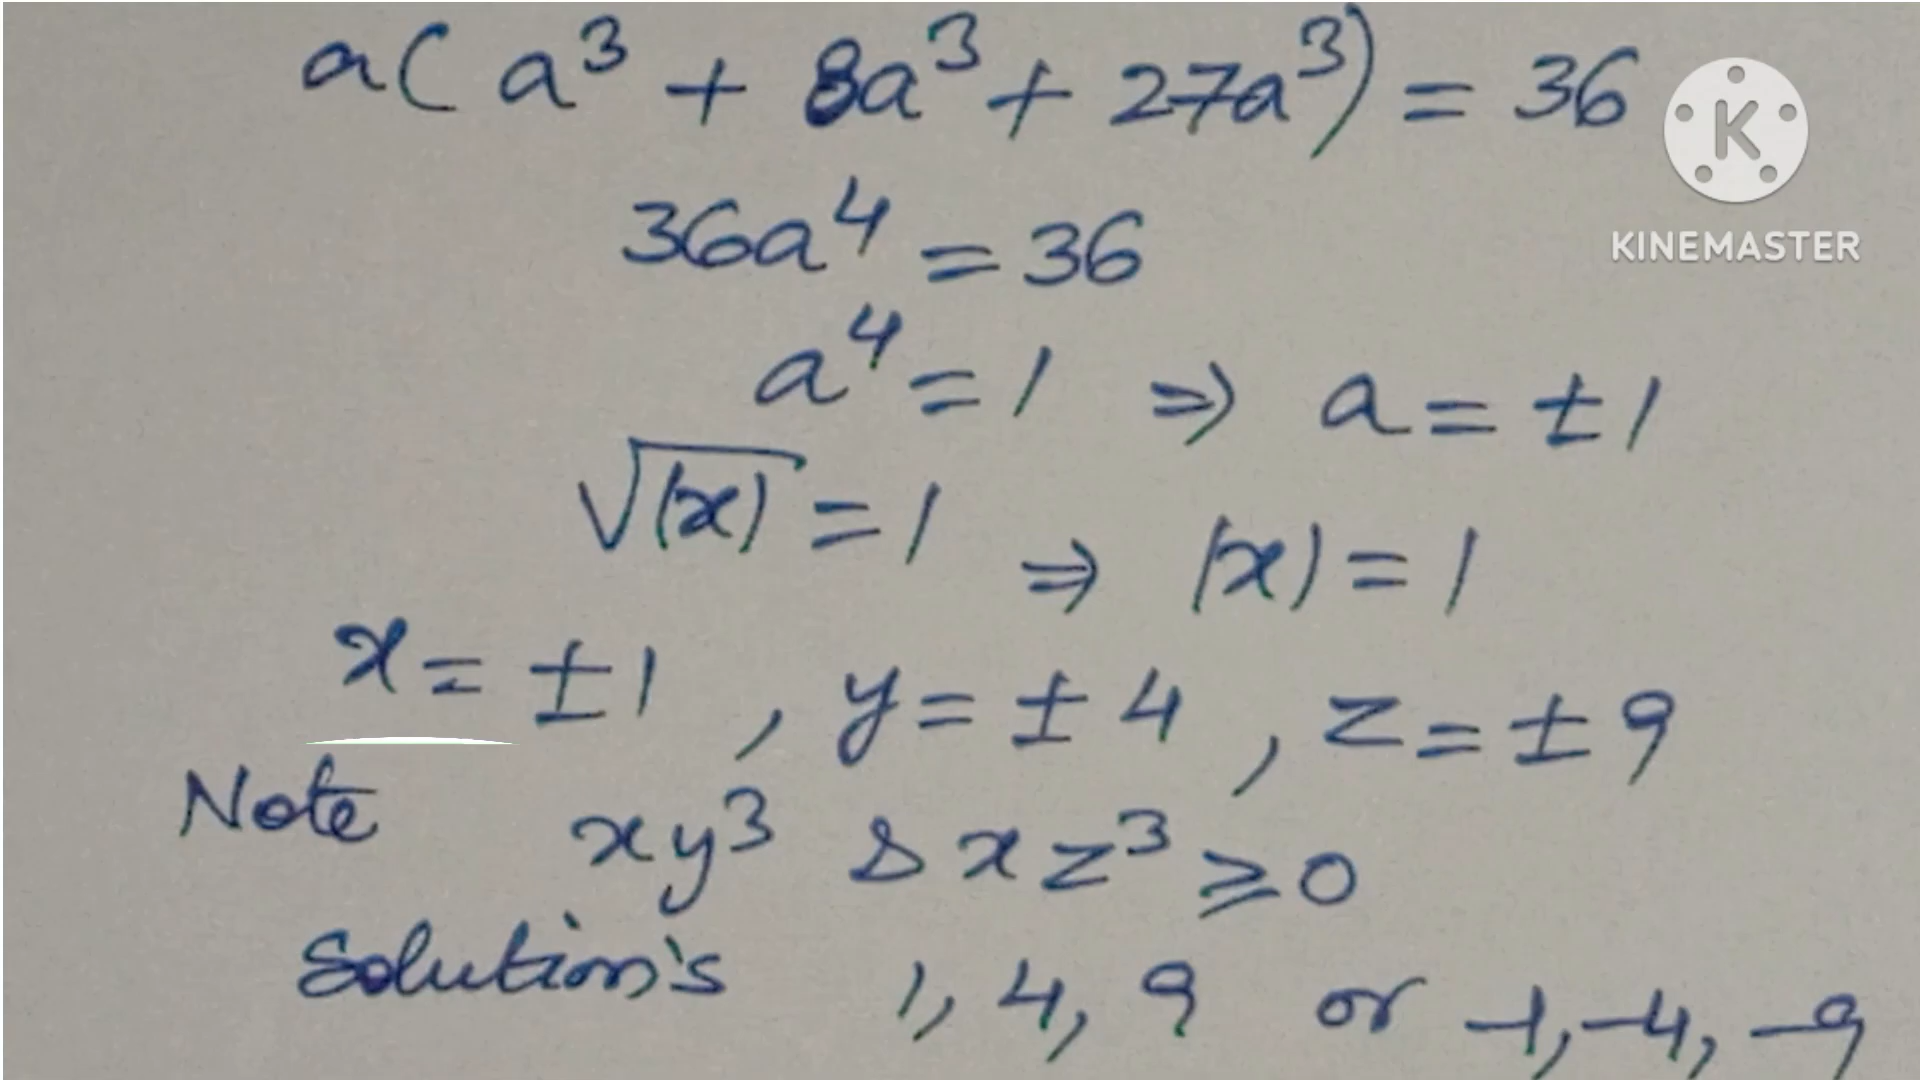 a(a³ + 8a³ + 27a³) = 36
K
KINEMASTER
36a⁴ = 36
a⁴ = 1 ⇒ a = ±1
√|x| = 1 ⇒ |x| = 1
x = ±1, y = ±4, z = ±9
Note xy³ & xz³ ≥ 0
Solution's 1, 4, 9 or -1, -4, -9